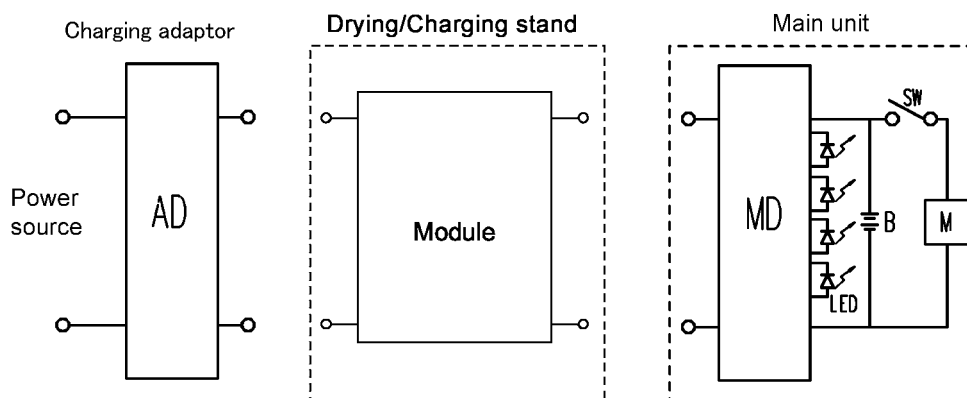 Charging adaptor
Power
source
AD
Drying/Charging stand
Module
Main unit
MD
LED
B
SW
M